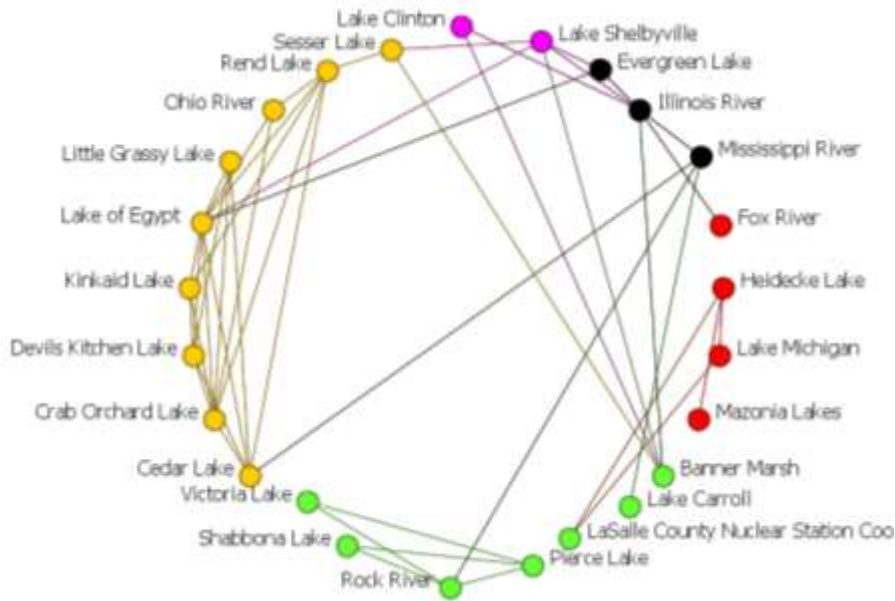 Lake Clinton
Lake Shelbyville
Sesser Lake
Evergreen Lake
Rend Lake
Illinois River
Ohio River
Mississippi River
Little Grassy Lake
Lake of Egypt
Fox River
Kinkaid Lake
Heidecke Lake
Devils Kitchen Lake
Lake Michigan
Crab Orchard Lake
Mazonia Lakes
Cedar Lake
Banner Marsh
Victoria Lake
Lake Carroll
Shabbona Lake
LaSalle County Nuclear Station Coo
Pierce Lake
Rock River